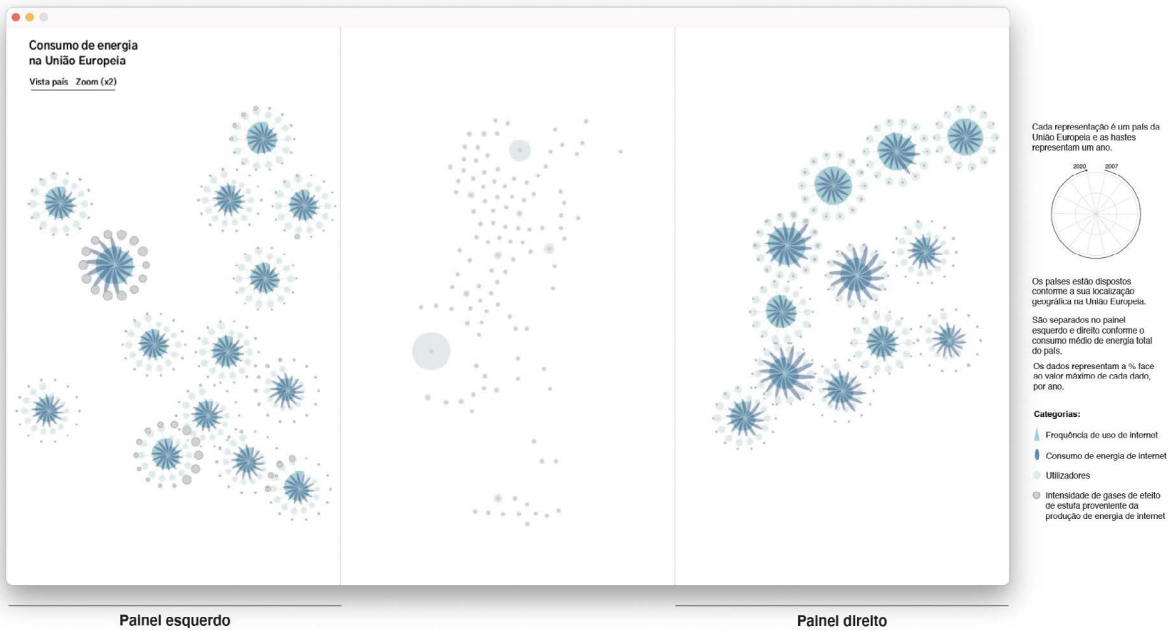 Consumo de energia
na União Europeia
Vista país Zoom (x2)
Cada representação é um país da
União Europeia e as hastes
representam um ano.
2020 2007
Os países estão dispostos
conforme a sua localização
geográfica na União Europeia.
São separados no painel
esquerdo e direito conforme o
consumo médio de energia total
do país.
Os dados representam a % face
ao valor máximo de cada dado,
por ano.
Categorias:
Frequência de uso de internet
Consumo de energia de internet
Utilizadores
Intensidade de gases de efeito
de estufa proveniente da
produção de energia de internet
Painel esquerdo
Painel direito